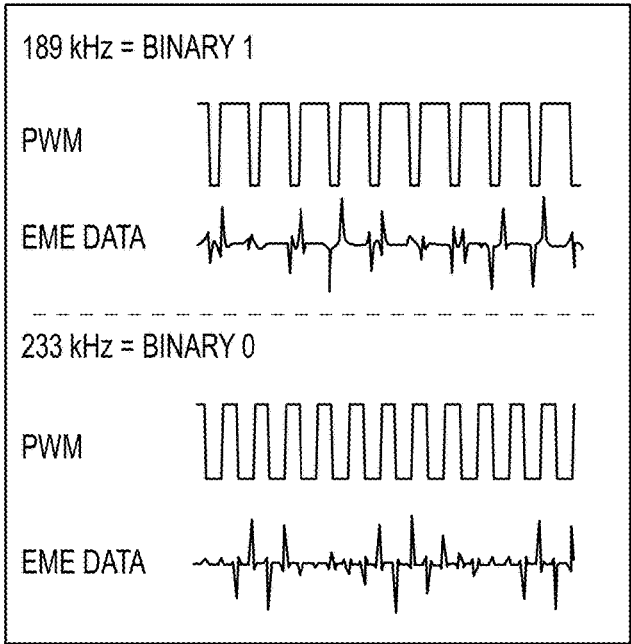 189 kHz = BINARY 1
PWM
EME DATA
233 kHz = BINARY 0
PWM
EME DATA